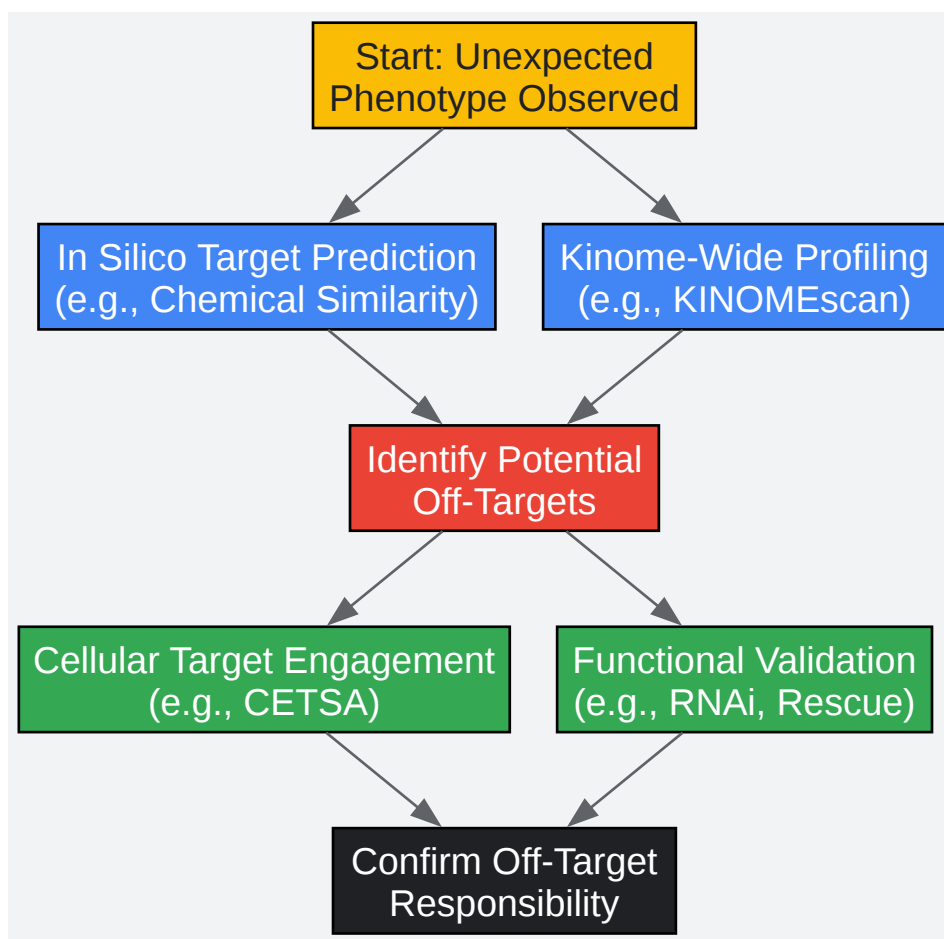 Start: Unexpected
Phenotype Observed
In Silico Target Prediction
(e.g., Chemical Similarity)
Kinome-Wide Profiling
(e.g., KINOMEscan)
Identify Potential
Off-Targets
Cellular Target Engagement
(e.g., CETSA)
Functional Validation
(e.g., RNAi, Rescue)
Confirm Off-Target
Responsibility